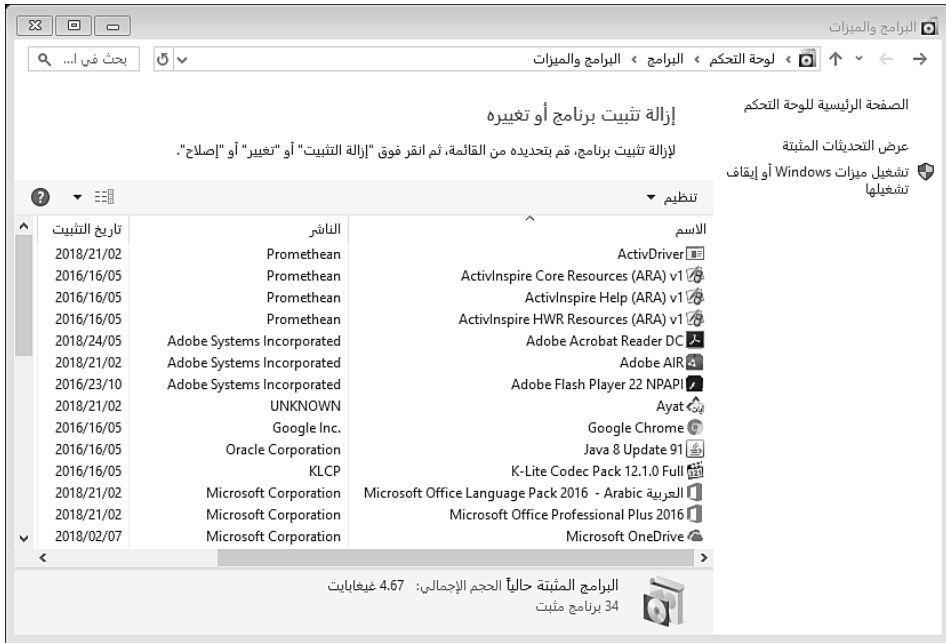 البرامج والميزات
لوحة التحكم › البرامج › البرامج والميزات
بحث في ا...
الصفحة الرئيسية للوحة التحكم
عرض التحديثات المثبتة
تشغيل ميزات Windows أو إيقاف
تشغيلها
إزالة تثبيت برنامج أو تغييره
لإزالة تثبيت برنامج، قم بتحديده من القائمة، ثم انقر فوق "إزالة التثبيت" أو "تغيير" أو "إصلاح".
تنظيم
الاسم الناشر تاريخ التثبيت
ActivDriver Promethean 2018/21/02
ActivInspire Core Resources (ARA) v1 Promethean 2016/16/05
ActivInspire Help (ARA) v1 Promethean 2016/16/05
ActivInspire HWR Resources (ARA) v1 Promethean 2016/16/05
Adobe Acrobat Reader DC Adobe Systems Incorporated 2018/24/05
Adobe AIR Adobe Systems Incorporated 2018/21/02
Adobe Flash Player 22 NPAPI Adobe Systems Incorporated 2016/23/10
Ayat UNKNOWN 2018/21/02
Google Chrome Google Inc. 2016/16/05
Java 8 Update 91 Oracle Corporation 2016/16/05
K-Lite Codec Pack 12.1.0 Full KLCP 2016/16/05
Microsoft Office Language Pack 2016 - Arabic العربية Microsoft Corporation 2018/21/02
Microsoft Office Professional Plus 2016 Microsoft Corporation 2018/21/02
Microsoft OneDrive Microsoft Corporation 2018/02/07
البرامج المثبتة حالياً الحجم الإجمالي: 4.67 غيغابايت
34 برنامج مثبت